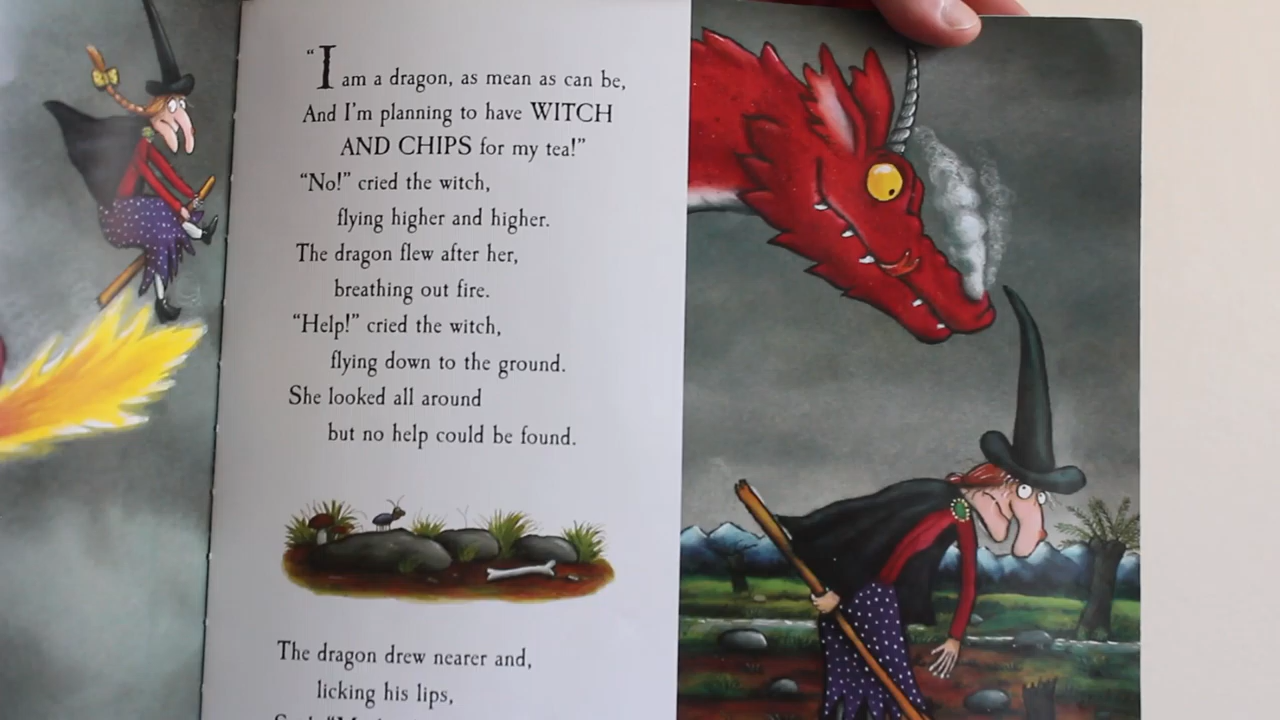 "I am a dragon, as mean as can be,
And I'm planning to have WITCH
AND CHIPS for my tea!"
"No!" cried the witch,
flying higher and higher.
The dragon flew after her,
breathing out fire.
"Help!" cried the witch,
flying down to the ground.
She looked all around
but no help could be found.
The dragon drew nearer and,
licking his lips,